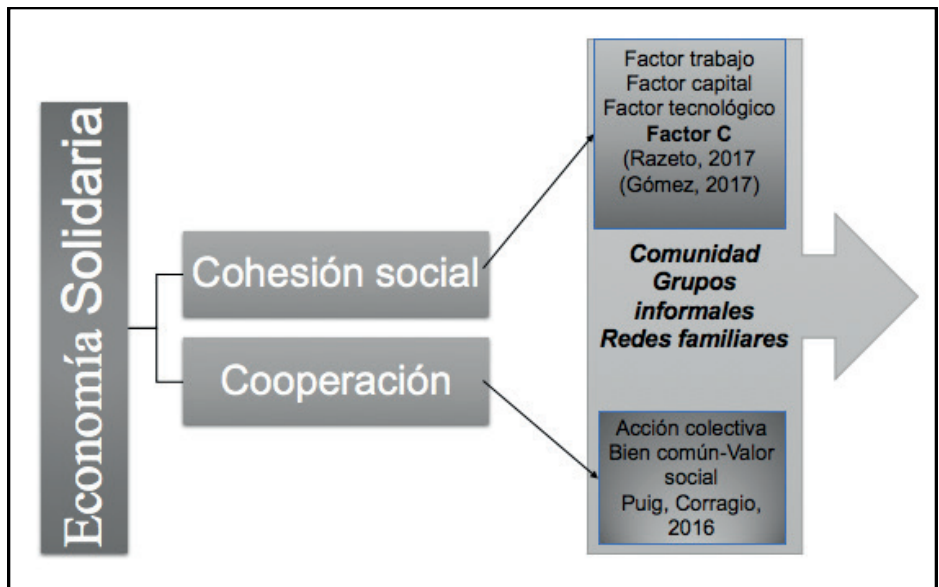 Economía Solidaria
Cohesión social
Cooperación
Factor trabajo
Factor capital
Factor tecnológico
Factor C
(Razeto, 2017
(Gómez, 2017)
Comunidad
Grupos
informales
Redes familiares
Acción colectiva
Bien común-Valor
social
Puig, Corragio,
2016